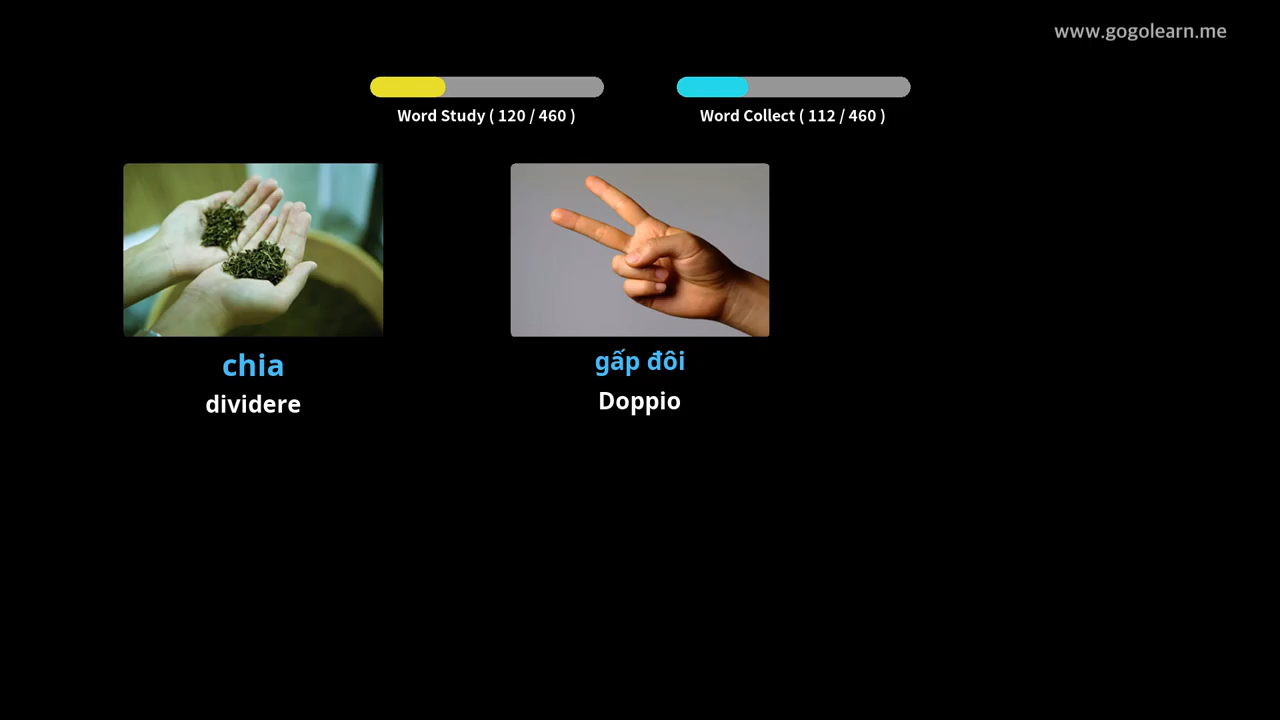 www.gogolearn.me
Word Study ( 120 / 460 )
Word Collect ( 112 / 460 )
chia
dividere
gấp đôi
Doppio